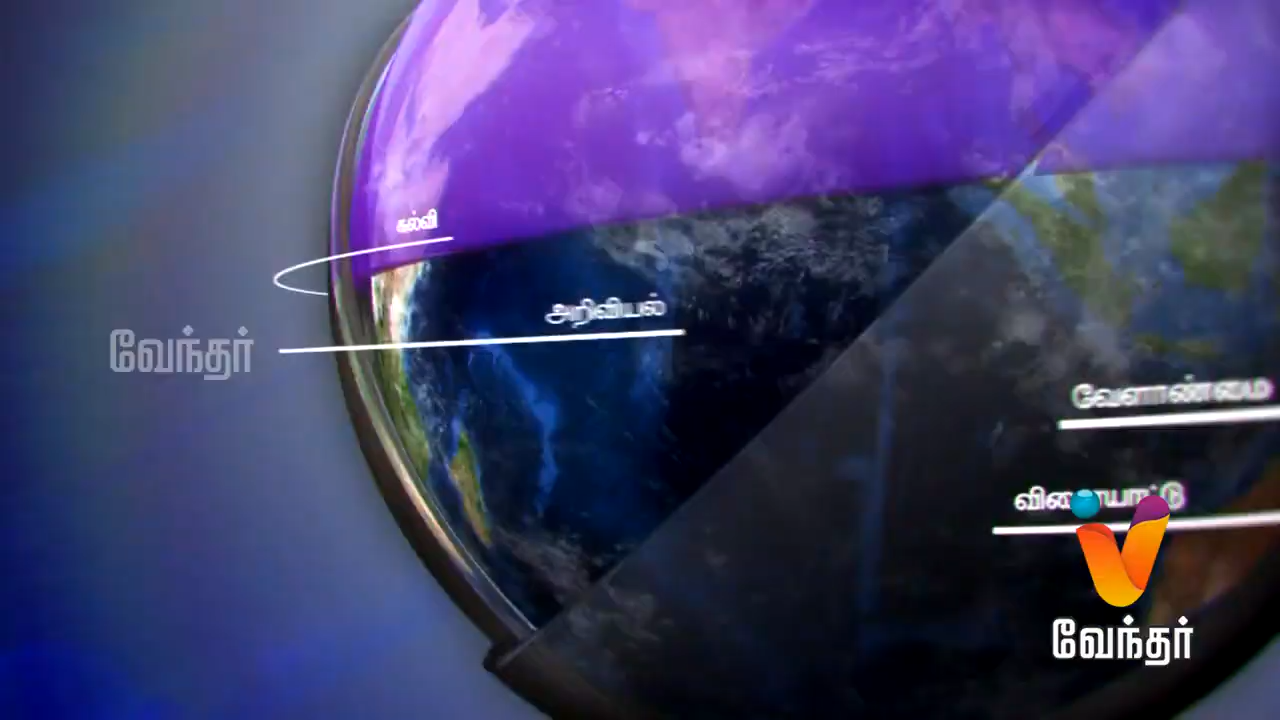 கல்வி
அறிவியல்
வேந்தர்
வேளாண்மை
விளையாட்டு
வேந்தர்